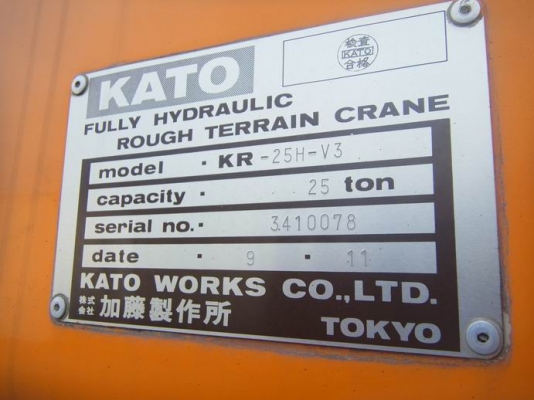 KATO
検査
KATO
合格
FULLY HYDRAULIC
ROUGH TERRAIN CRANE
model · KR -25H-V3
capacity · 25 ton
serial no. · 3410078
date · 9 · 11
KATO WORKS CO.,LTD.
株式会社 加藤製作所
TOKYO